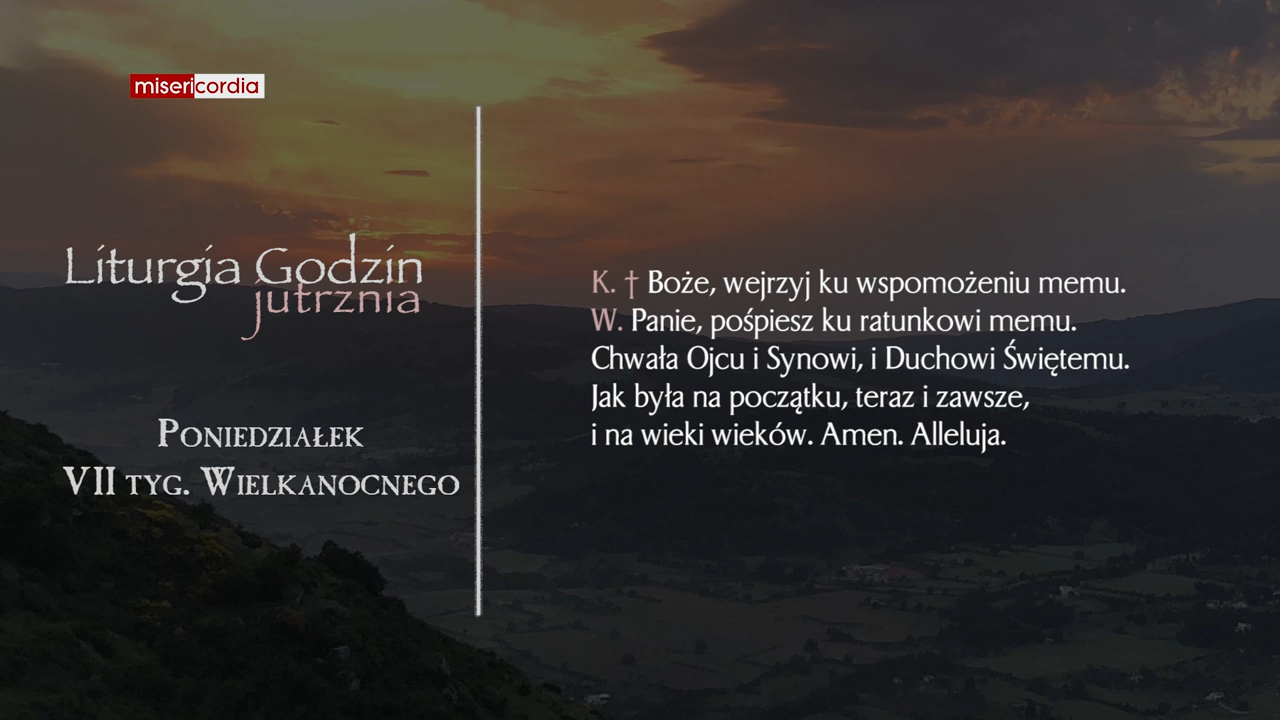 misericordia
Liturgia Godzin
jutrznia
Poniedziałek
VII tyg. Wielkanocnego
K. † Boże, wejrzyj ku wspomożeniu memu.
W. Panie, pośpiesz ku ratunkowi memu.
Chwała Ojcu i Synowi, i Duchowi Świętemu.
Jak była na początku, teraz i zawsze,
i na wieki wieków. Amen. Alleluja.